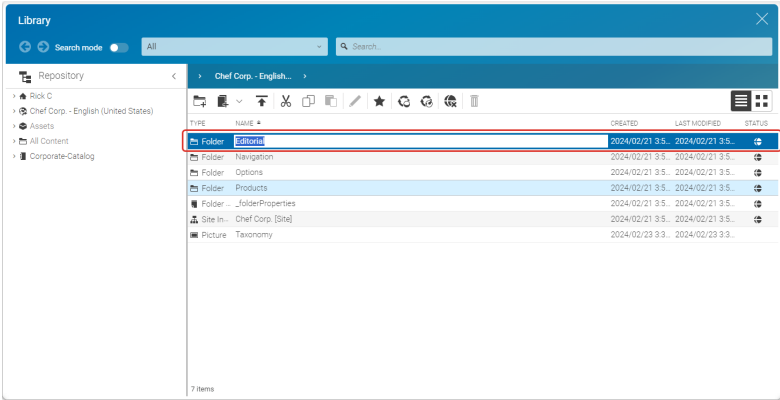 Library
Search mode All Search...
Repository Chef Corp. - English...
Rick C
Chef Corp. - English (United States)
Assets
All Content
Corporate-Catalog
TYPE NAME CREATED LAST MODIFIED STATUS
Folder Editorial 2024/02/21 3:5... 2024/02/21 3:5...
Folder Navigation 2024/02/21 3:5... 2024/02/21 3:5...
Folder Options 2024/02/21 3:5... 2024/02/21 3:5...
Folder Products 2024/02/21 3:5... 2024/02/21 3:5...
Folder ... _folderProperties 2024/02/21 3:5... 2024/02/21 3:5...
Site In... Chef Corp. [Site] 2024/02/21 3:5... 2024/02/21 3:5...
Picture Taxonomy 2024/02/23 3:3... 2024/02/23 3:3...
7 items